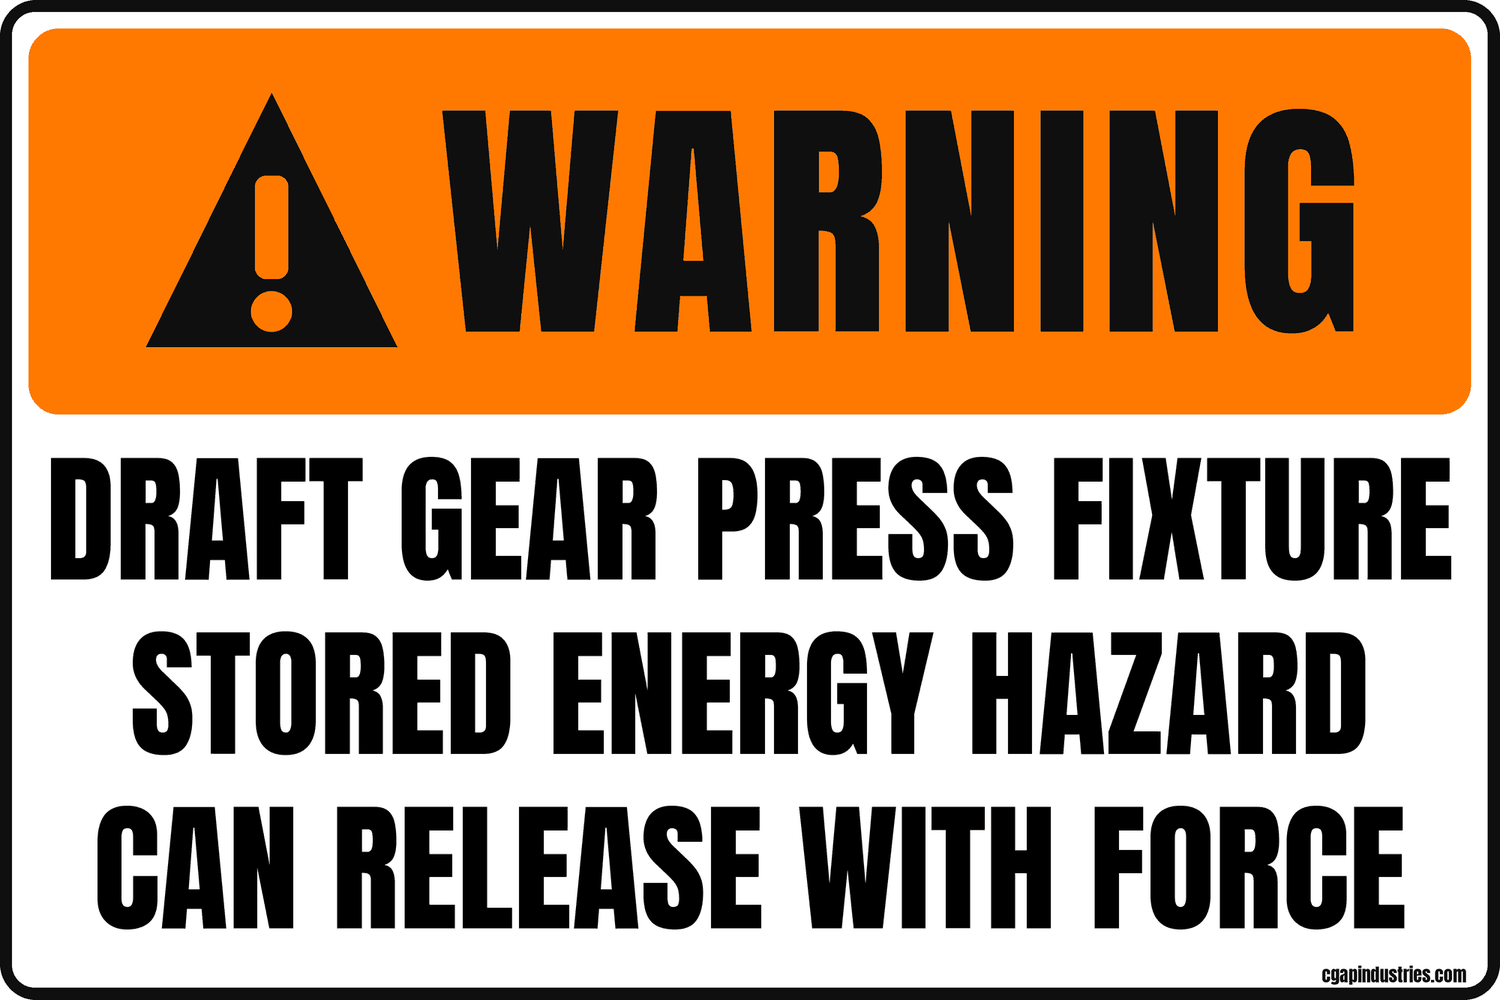 WARNING
DRAFT GEAR PRESS FIXTURE
STORED ENERGY HAZARD
CAN RELEASE WITH FORCE
cgapindustries.com